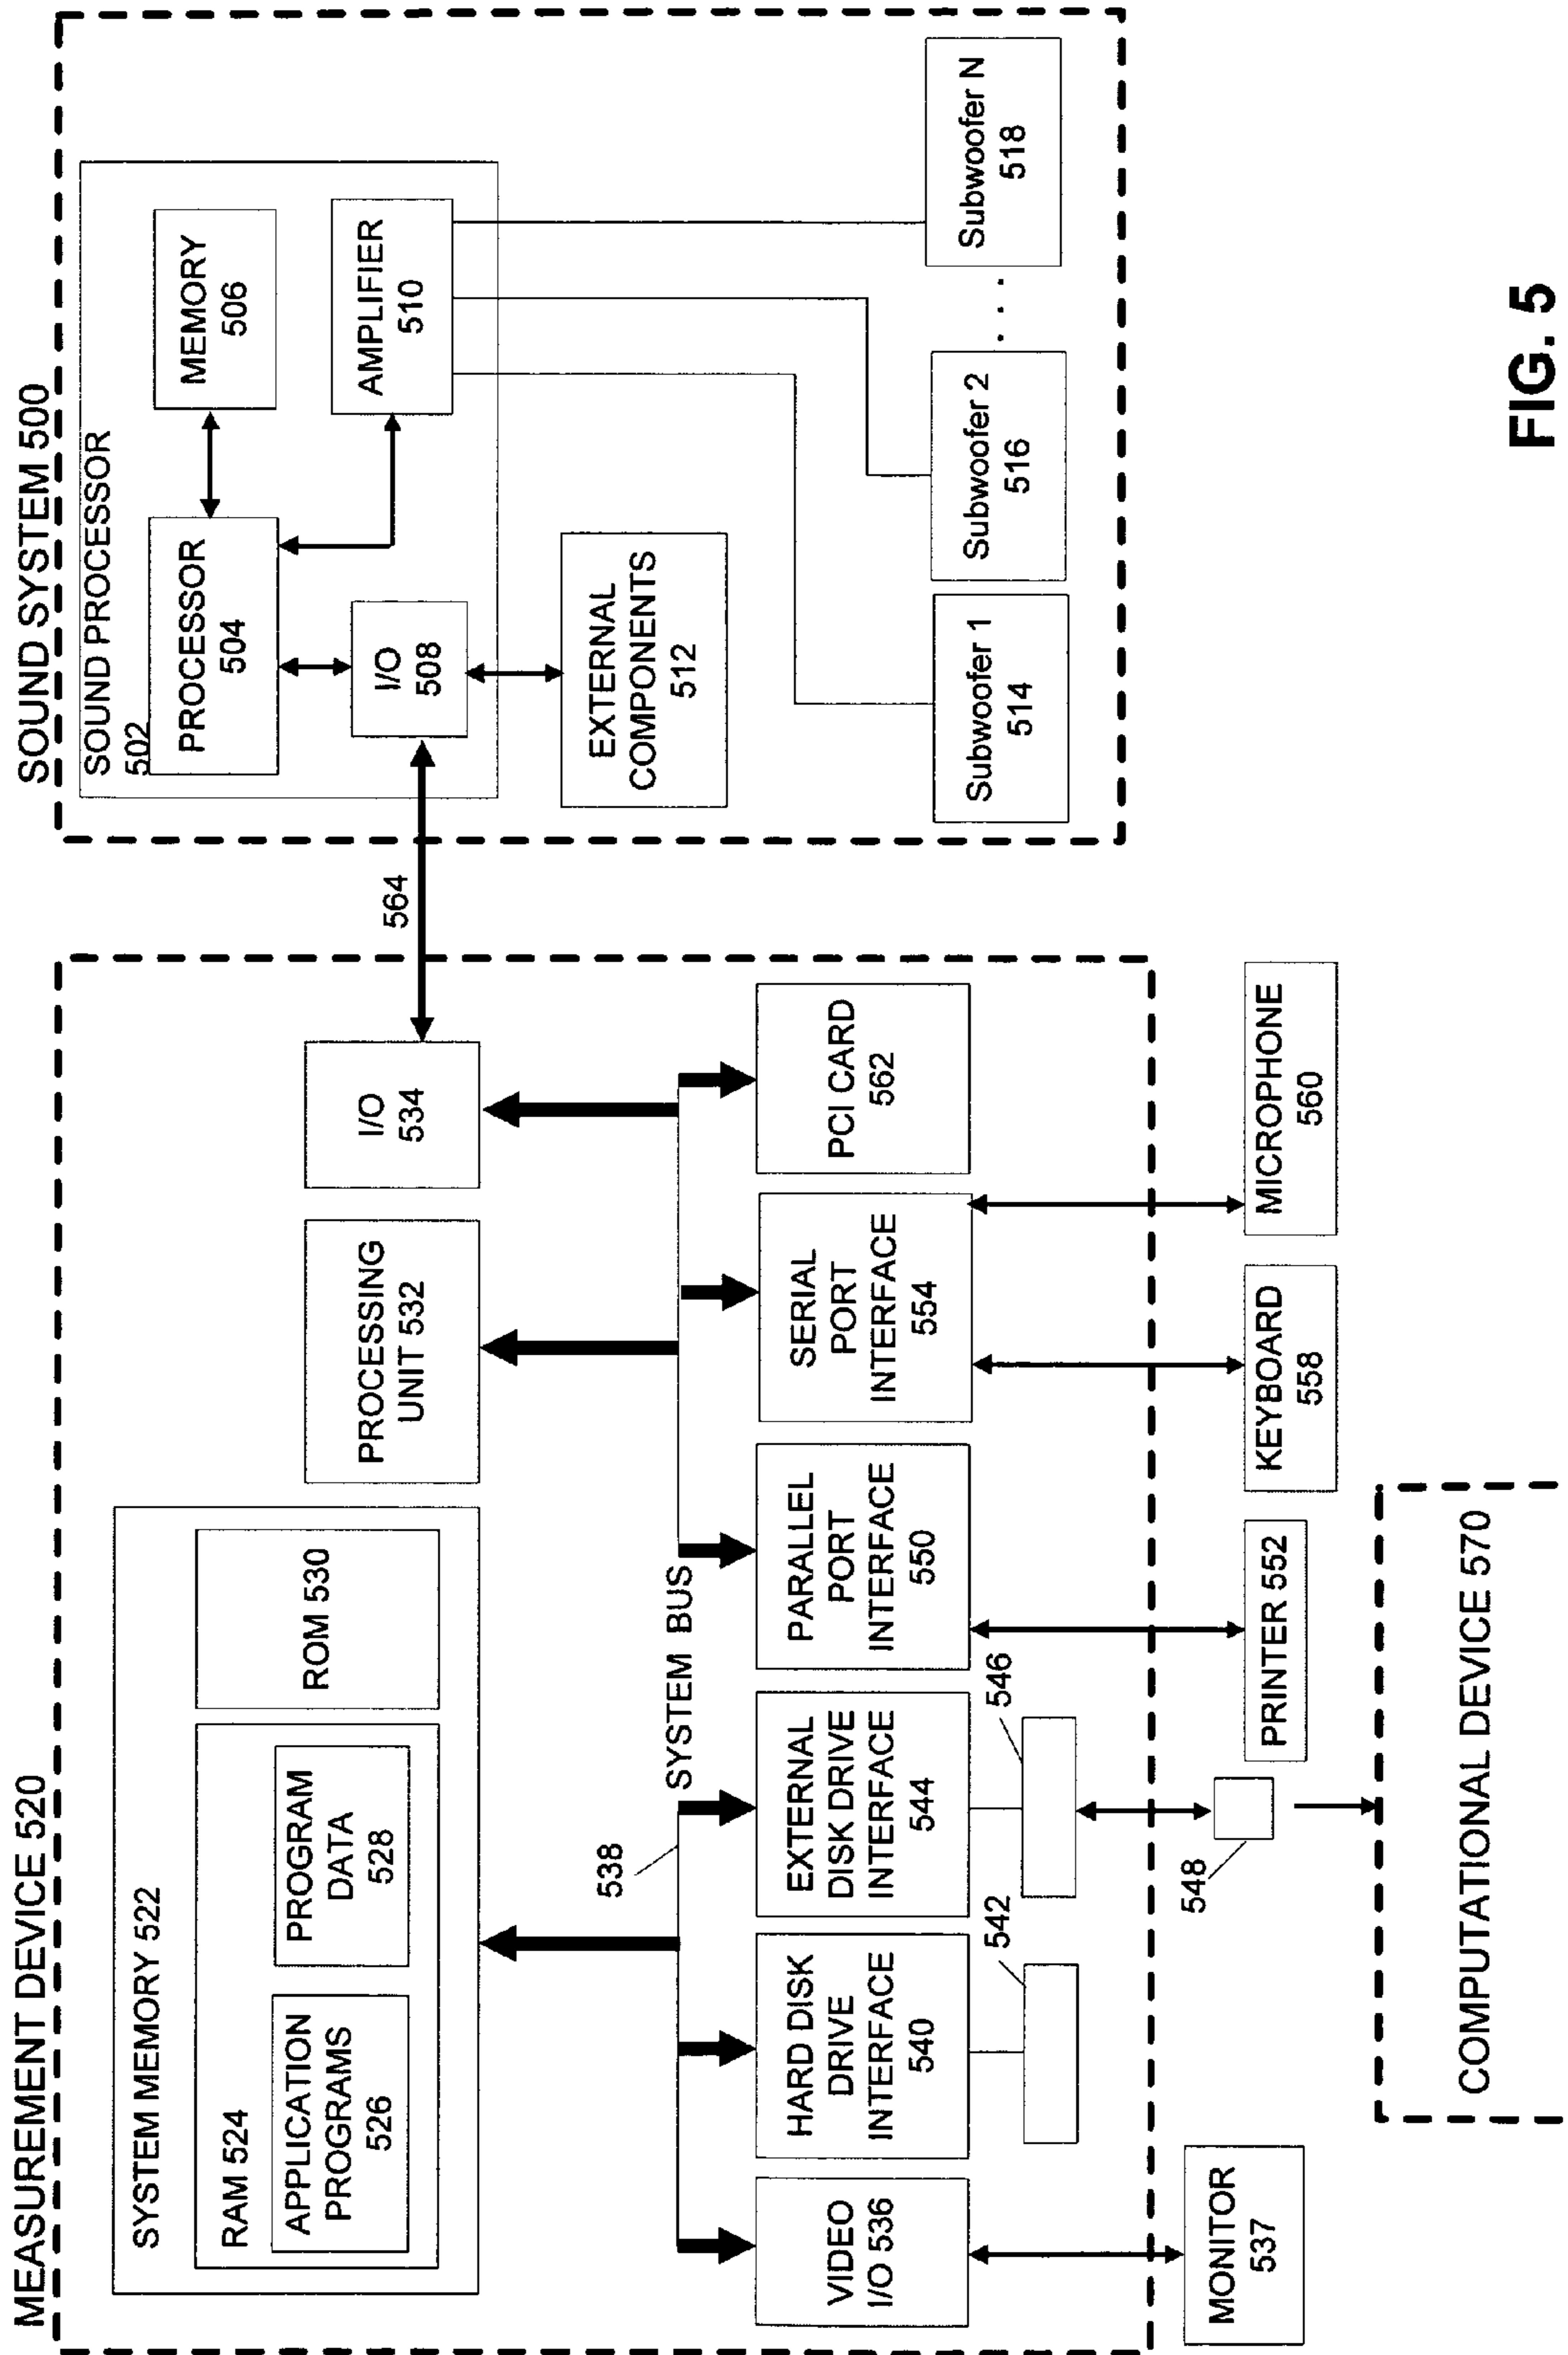 MEASUREMENT DEVICE 520
SYSTEM MEMORY 522
RAM 524
APPLICATION
PROGRAMS
526
PROGRAM
DATA
528
ROM 530
PROCESSING
UNIT 532
I/O
534
538
SYSTEM BUS
VIDEO
I/O 536
HARD DISK
DRIVE
INTERFACE
540
EXTERNAL
DISK DRIVE
INTERFACE
544
PARALLEL
PORT
INTERFACE
550
SERIAL
PORT
INTERFACE
554
PCI CARD
562
542
546
MONITOR
537
548
PRINTER 552
KEYBOARD
558
MICROPHONE
560
COMPUTATIONAL DEVICE 570
564
SOUND SYSTEM 500
SOUND PROCESSOR
502
PROCESSOR
504
MEMORY
506
I/O
508
AMPLIFIER
510
EXTERNAL
COMPONENTS
512
Subwoofer 1
514
Subwoofer 2
516
. . .
Subwoofer N
518
FIG. 5